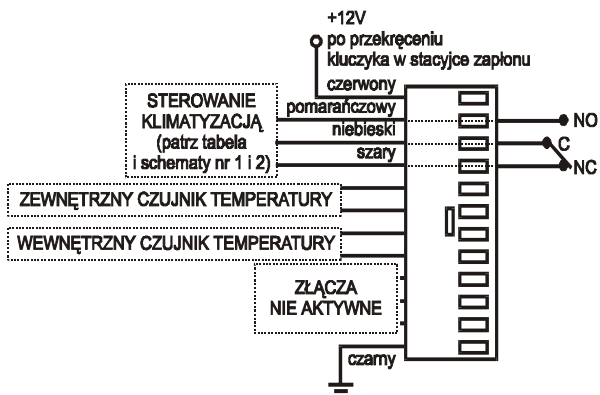 +12V
po przekręceniu
kluczyka w stacyjce zapłonu
czerwony
pomarańczowy
niebieski
szary
STEROWANIE
KLIMATYZACJĄ
(patrz tabela
i schematy nr 1 i 2)
NO
C
NC
ZEWNĘTRZNY CZUJNIK TEMPERATURY
WEWNĘTRZNY CZUJNIK TEMPERATURY
ZŁĄCZA
NIE AKTYWNE
czarny